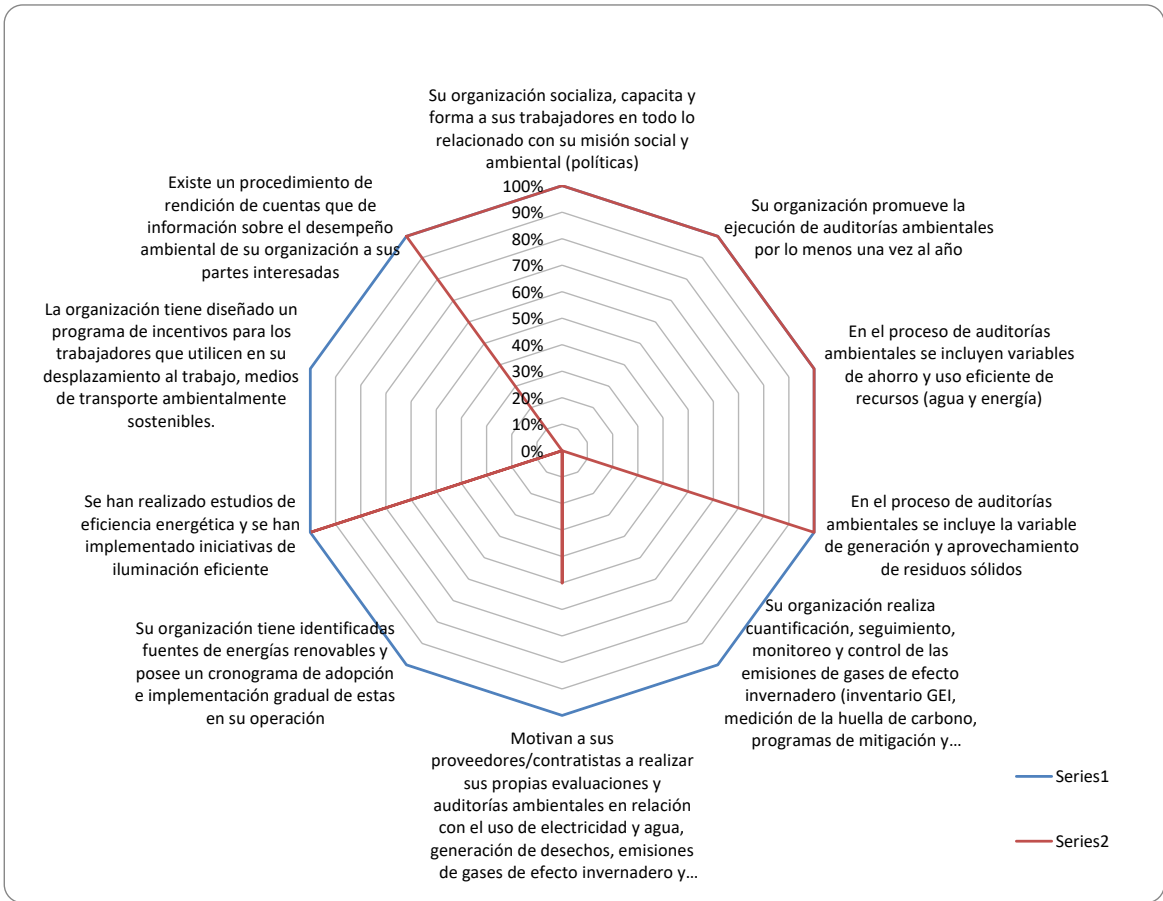 Su organización socializa, capacita y
forma a sus trabajadores en todo lo
relacionado con su misión social y
ambiental (políticas)
Su organización promueve la
ejecución de auditorías ambientales
por lo menos una vez al año
En el proceso de auditorías
ambientales se incluyen variables
de ahorro y uso eficiente de
recursos (agua y energía)
En el proceso de auditorías
ambientales se incluye la variable
de generación y aprovechamiento
de residuos sólidos
Su organización realiza
cuantificación, seguimiento,
monitoreo y control de las
emisiones de gases de efecto
invernadero (inventario GEI,
medición de la huella de carbono,
programas de mitigación y...
Motivan a sus
proveedores/contratistas a realizar
sus propias evaluaciones y
auditorías ambientales en relación
con el uso de electricidad y agua,
generación de desechos, emisiones
de gases de efecto invernadero y...
Su organización tiene identificadas
fuentes de energías renovables y
posee un cronograma de adopción
e implementación gradual de estas
en su operación
Se han realizado estudios de
eficiencia energética y se han
implementado iniciativas de
iluminación eficiente
La organización tiene diseñado un
programa de incentivos para los
trabajadores que utilicen en su
desplazamiento al trabajo, medios
de transporte ambientalmente
sostenibles.
Existe un procedimiento de
rendición de cuentas que de
información sobre el desempeño
ambiental de su organización a sus
partes interesadas
100%
90%
80%
70%
60%
50%
40%
30%
20%
10%
0%
Series1
Series2